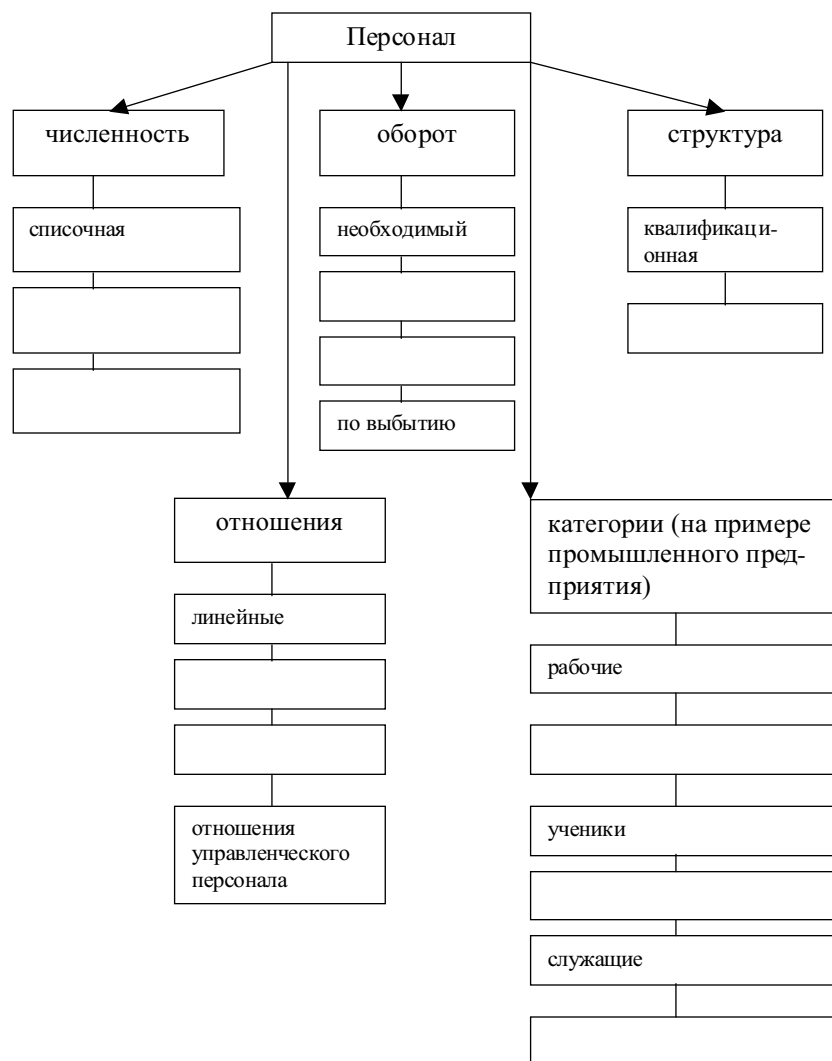 Персонал
численность
оборот
структура
списочная
необходимый
квалификаци-
онная
по выбытию
отношения
категории (на примере
промышленного пред-
приятия)
линейные
рабочие
отношения
управленческого
персонала
ученики
служащие